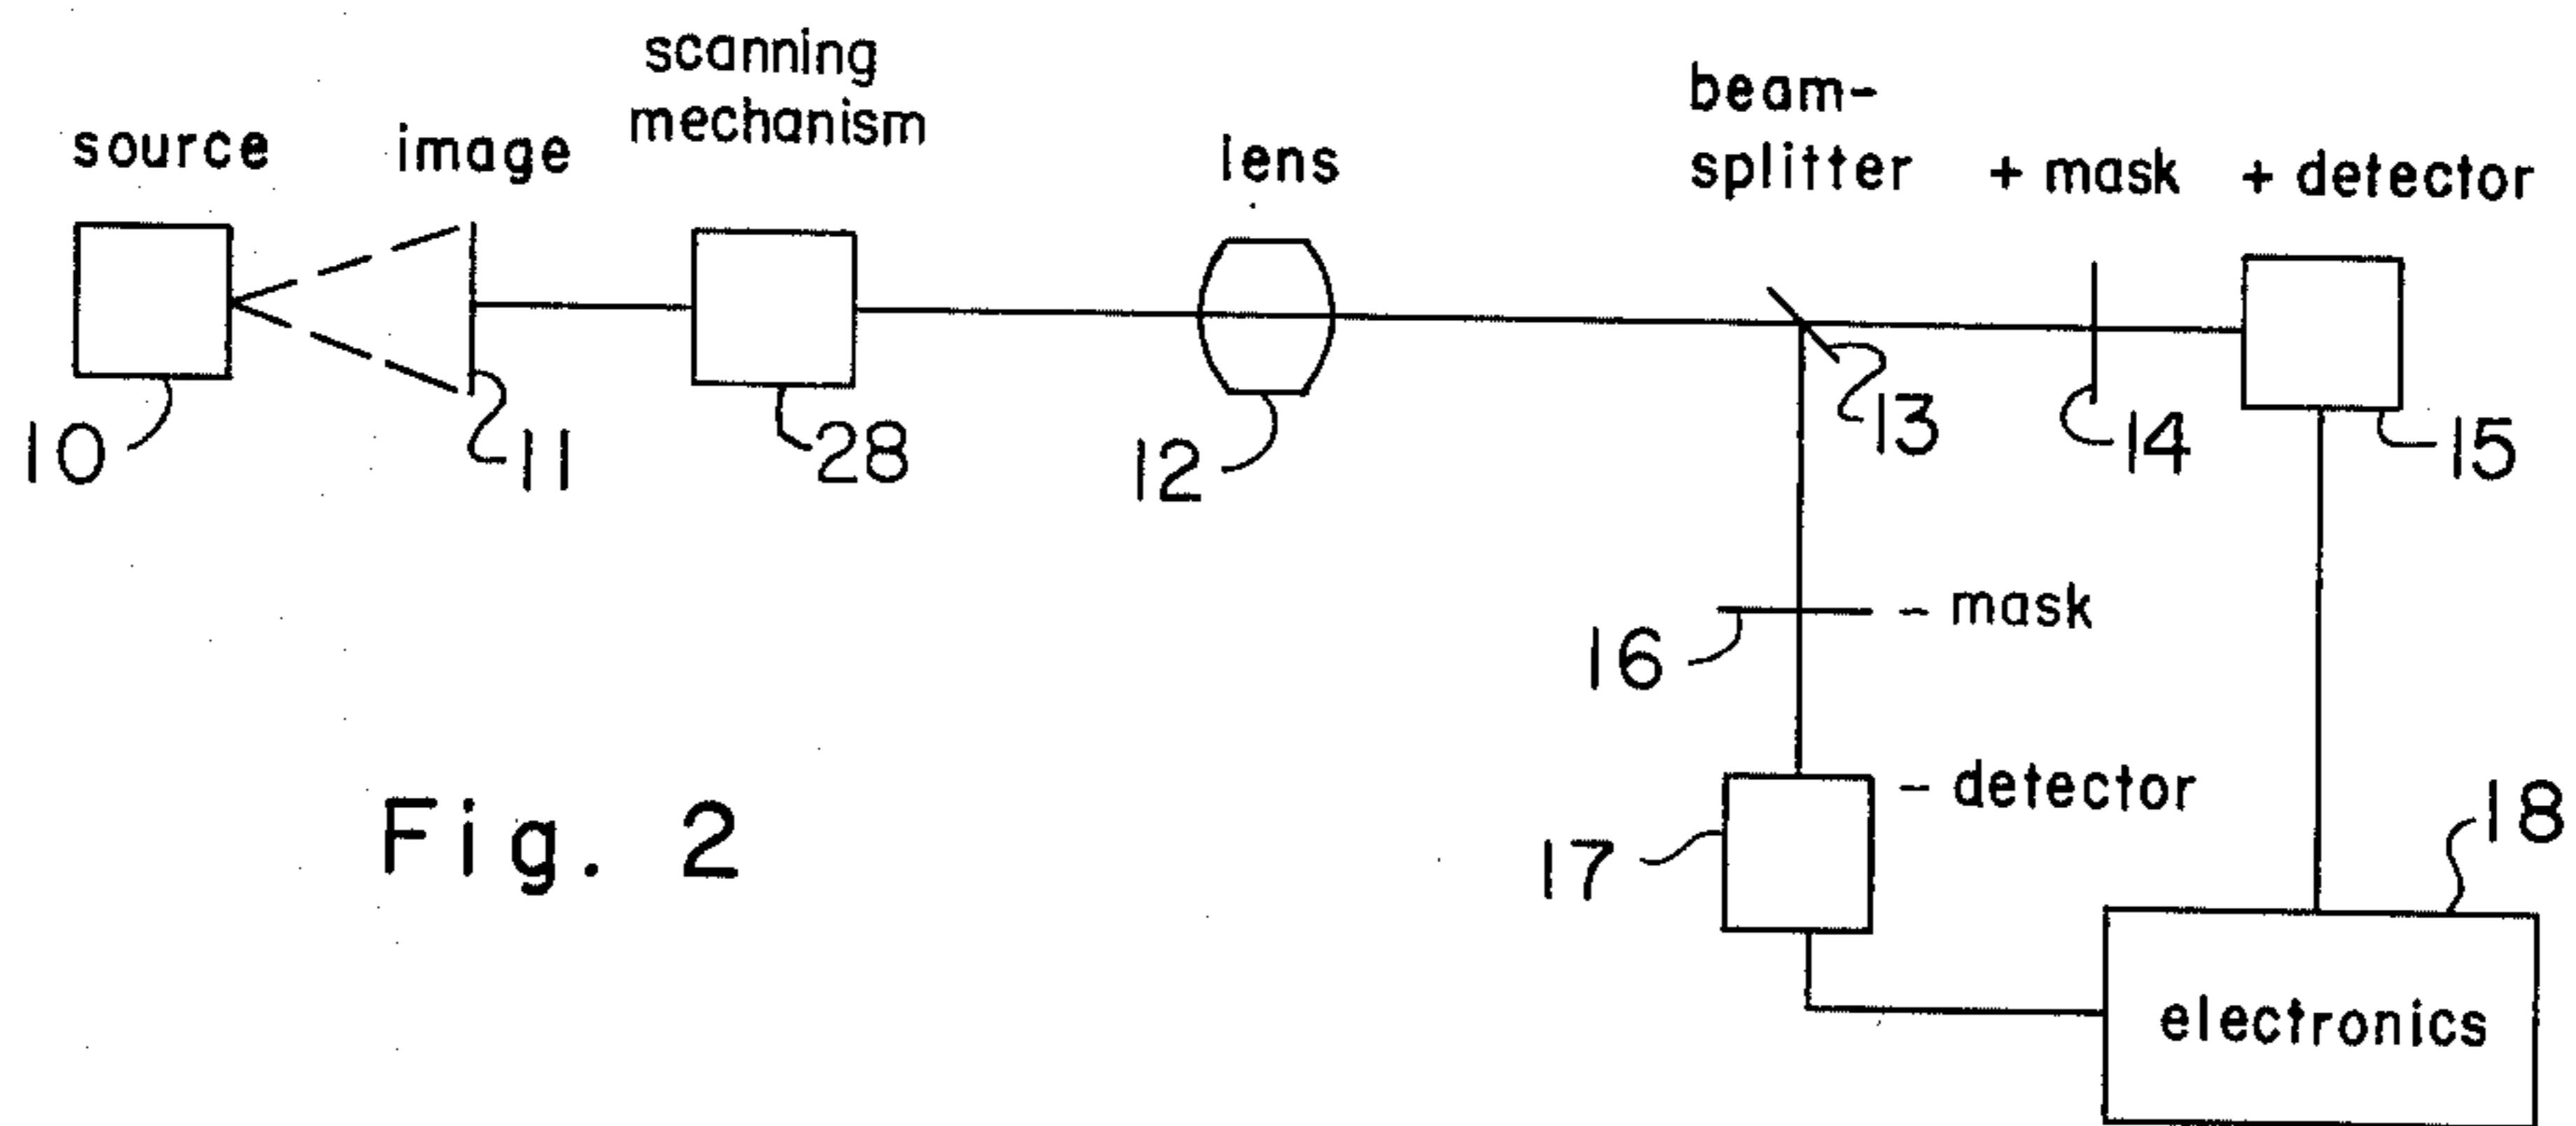 source
image
scanning
mechanism
lens
beam-
splitter
+ mask
+ detector
10
11
28
12
13
14
15
16
- mask
17
- detector
18
electronics
Fig. 2